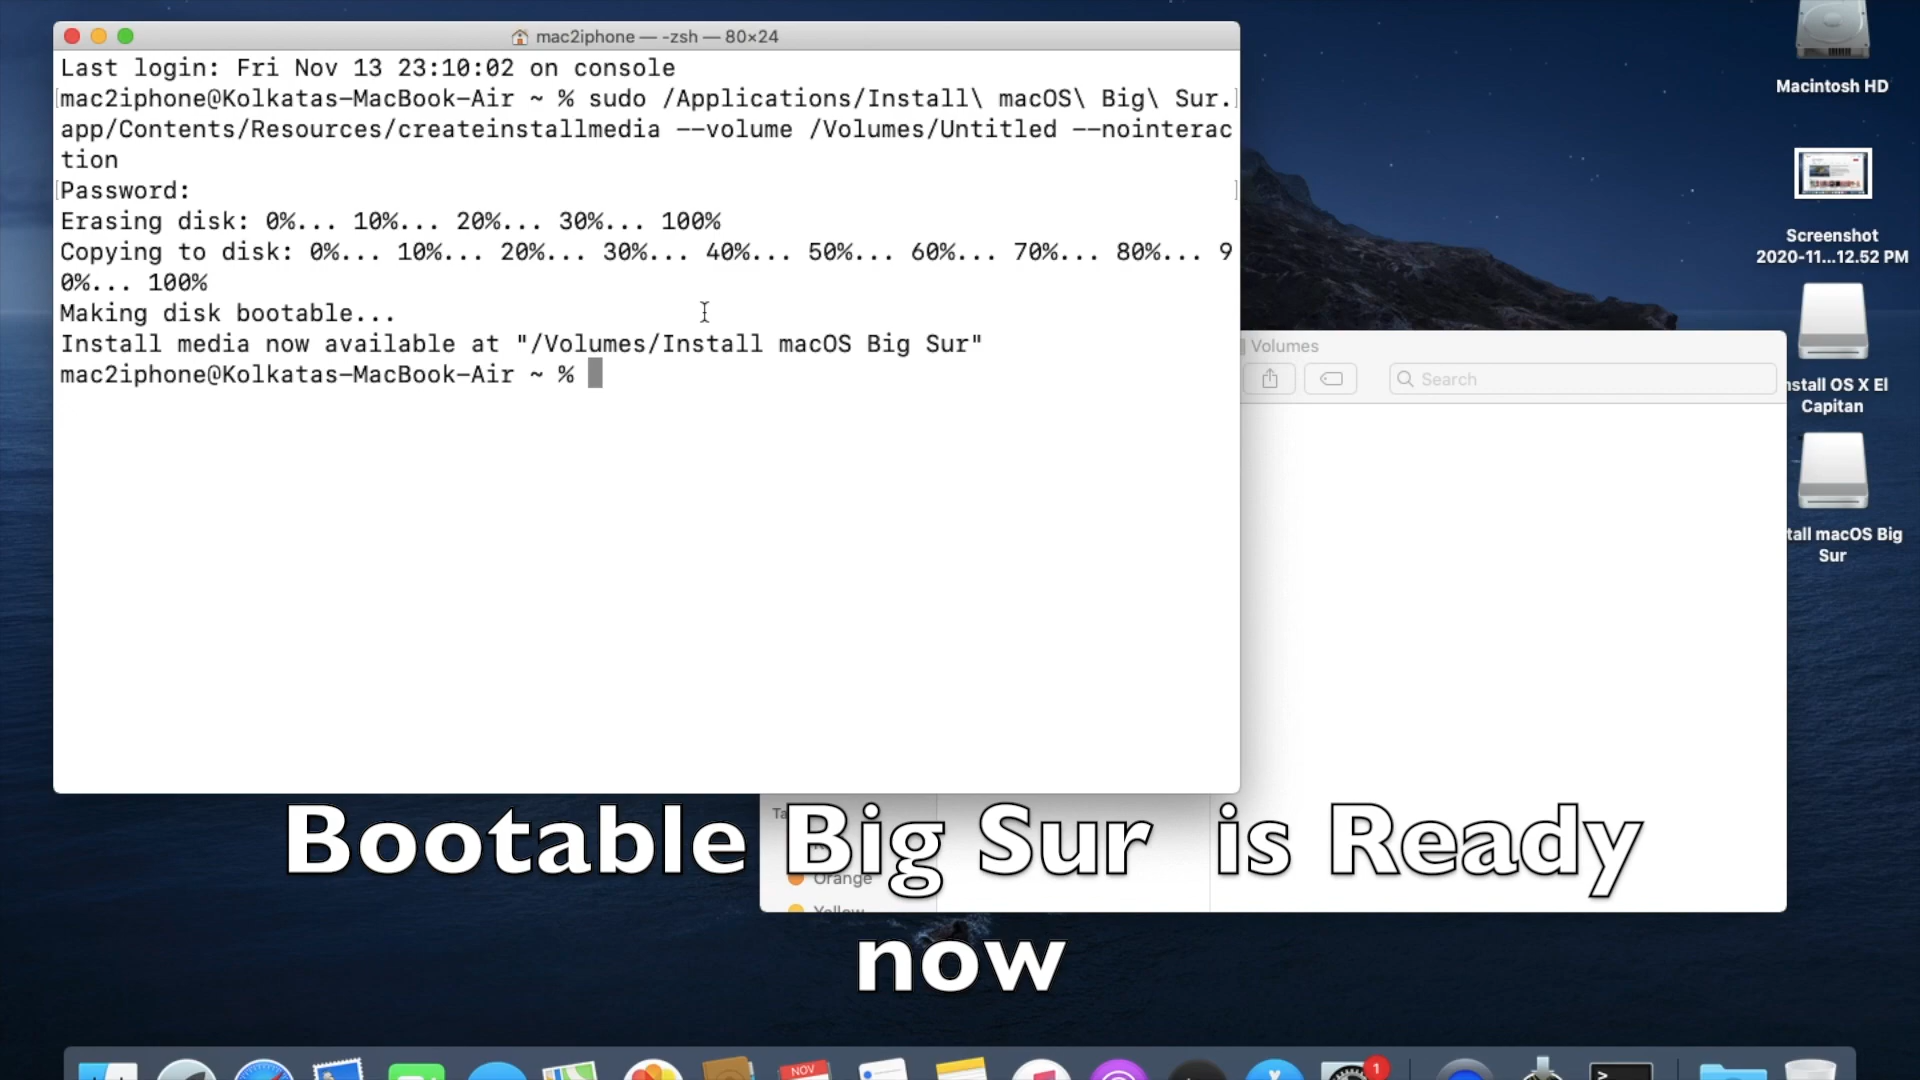 mac2iphone — -zsh — 80×24
Last login: Fri Nov 13 23:10:02 on console
mac2iphone@Kolkatas-MacBook-Air ~ % sudo /Applications/Install\ macOS\ Big\ Sur.
app/Contents/Resources/createinstallmedia --volume /Volumes/Untitled --nointerac
tion
Password:
Erasing disk: 0%... 10%... 20%... 30%... 100%
Copying to disk: 0%... 10%... 20%... 30%... 40%... 50%... 60%... 70%... 80%... 9
0%... 100%
Making disk bootable...
Install media now available at "/Volumes/Install macOS Big Sur"
mac2iphone@Kolkatas-MacBook-Air ~ %
Macintosh HD
Screenshot
2020-11...12.52 PM
Volumes
Search
nstall OS X El
Capitan
tall macOS Big
Sur
Orange
Yellow
Bootable Big Sur is Ready
now
NOV
1